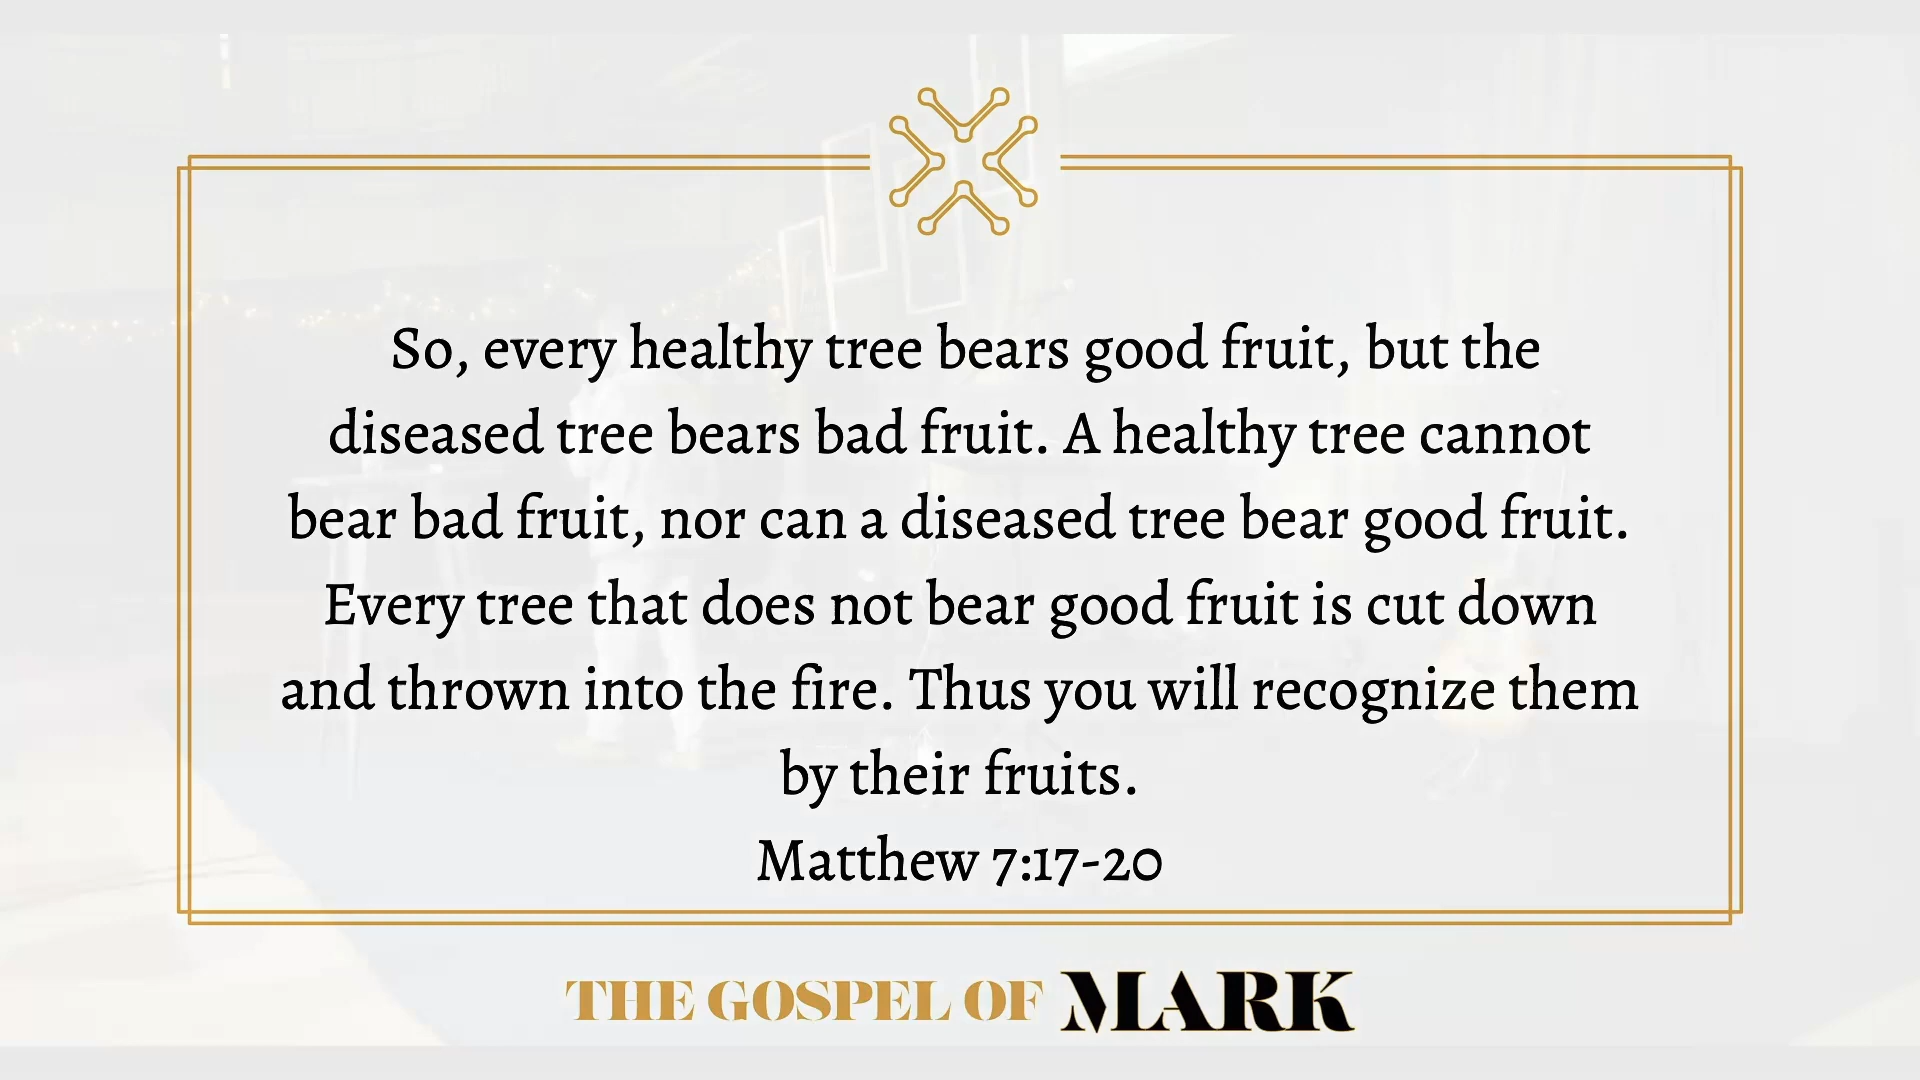 So, every healthy tree bears good fruit, but the
diseased tree bears bad fruit. A healthy tree cannot
bear bad fruit, nor can a diseased tree bear good fruit.
Every tree that does not bear good fruit is cut down
and thrown into the fire. Thus you will recognize them
by their fruits.
Matthew 7:17-20
THE GOSPEL OF MARK